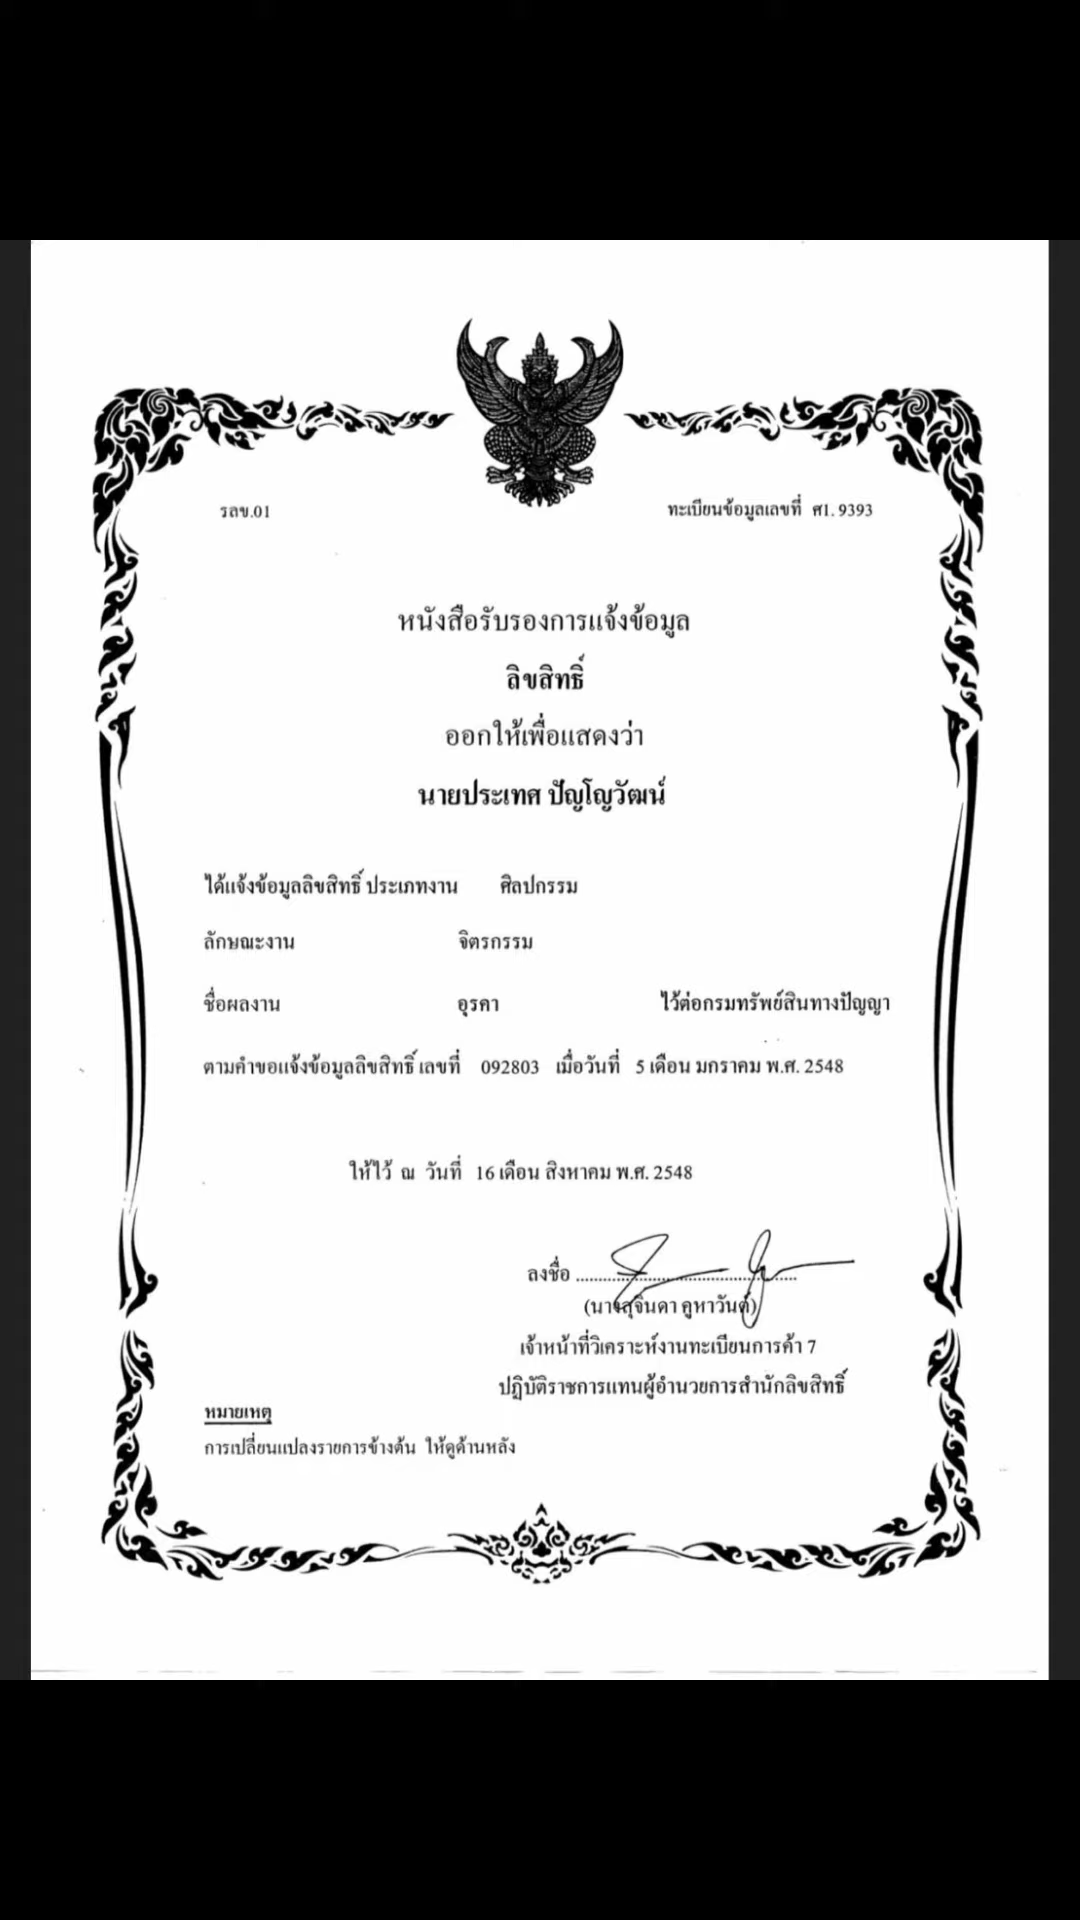 รลข.01 ทะเบียนข้อมูลเลขที่ ศ1. 9393
หนังสือรับรองการแจ้งข้อมูล
ลิขสิทธิ์
ออกให้เพื่อแสดงว่า
นายประเทศ ปัญโญวัฒน์
ได้แจ้งข้อมูลลิขสิทธิ์ ประเภทงาน ศิลปกรรม
ลักษณะงาน จิตรกรรม
ชื่อผลงาน อุรคา ไว้ต่อกรมทรัพย์สินทางปัญญา
ตามคำขอแจ้งข้อมูลลิขสิทธิ์ เลขที่ 092803 เมื่อวันที่ 5 เดือน มกราคม พ.ศ. 2548
ให้ไว้ ณ วันที่ 16 เดือน สิงหาคม พ.ศ. 2548
ลงชื่อ
(นางสุจินดา คูหาวันต์)
เจ้าหน้าที่วิเคราะห์งานทะเบียนการค้า 7
ปฏิบัติราชการแทนผู้อำนวยการสำนักลิขสิทธิ์
หมายเหตุ
การเปลี่ยนแปลงรายการข้างต้น ให้ดูด้านหลัง